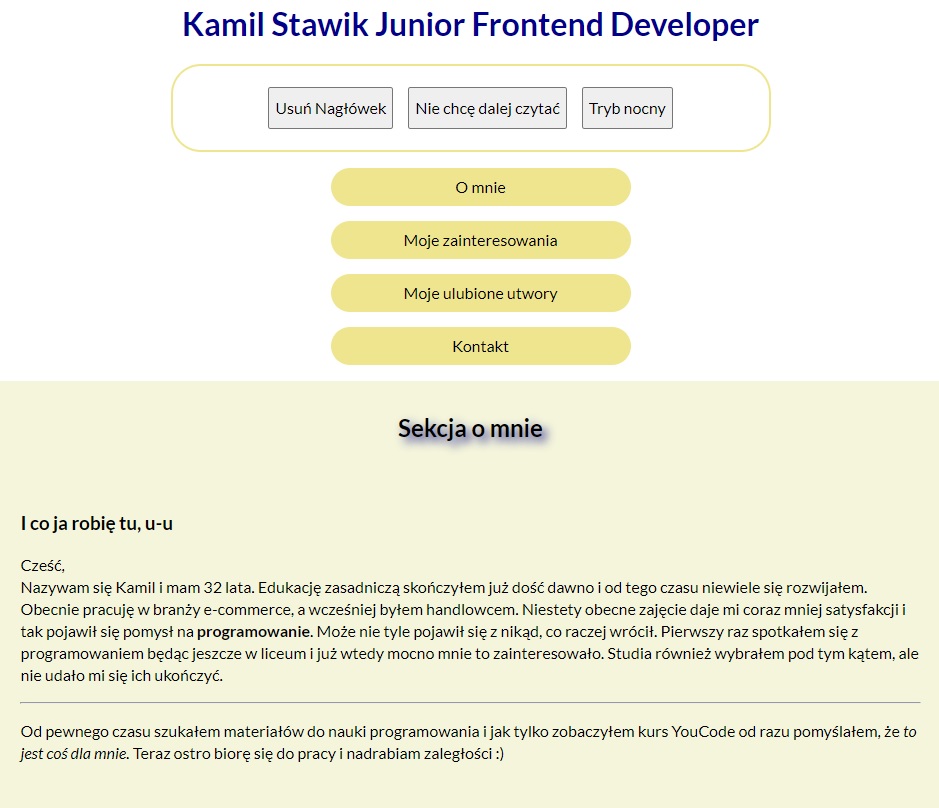 Kamil Stawik Junior Frontend Developer
Usuń Nagłówek Nie chcę dalej czytać Tryb nocny
O mnie
Moje zainteresowania
Moje ulubione utwory
Kontakt
Sekcja o mnie
I co ja robię tu, u-u
Cześć,
Nazywam się Kamil i mam 32 lata. Edukację zasadniczą skończyłem już dość dawno i od tego czasu niewiele się rozwijałem.
Obecnie pracuję w branży e-commerce, a wcześniej byłem handlowcem. Niestety obecne zajęcie daje mi coraz mniej satysfakcji i
tak pojawił się pomysł na programowanie. Może nie tyle pojawił się z nikąd, co raczej wrócił. Pierwszy raz spotkałem się z
programowaniem będąc jeszcze w liceum i już wtedy mocno mnie to zainteresowało. Studia również wybrałem pod tym kątem, ale
nie udało mi się ich ukończyć.
Od pewnego czasu szukałem materiałów do nauki programowania i jak tylko zobaczyłem kurs YouCode od razu pomyślałem, że to
jest coś dla mnie. Teraz ostro biorę się do pracy i nadrabiam zaległości :)